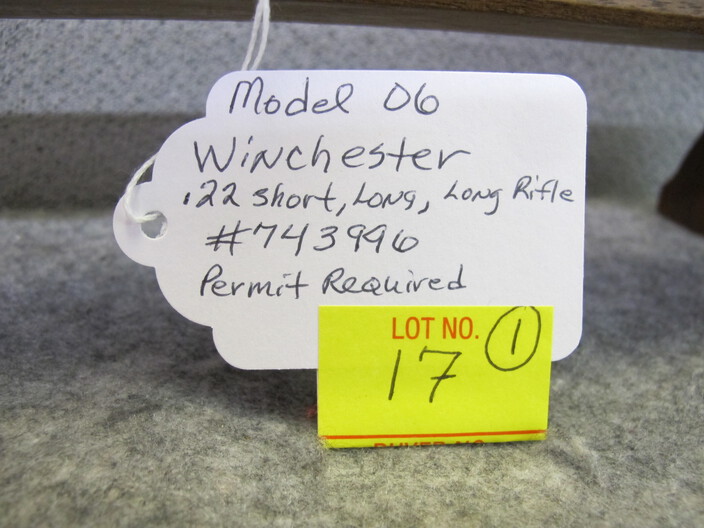 Model 06
Winchester
.22 Short, Long, Long Rifle
#743996
Permit Required
LOT NO. 1
17